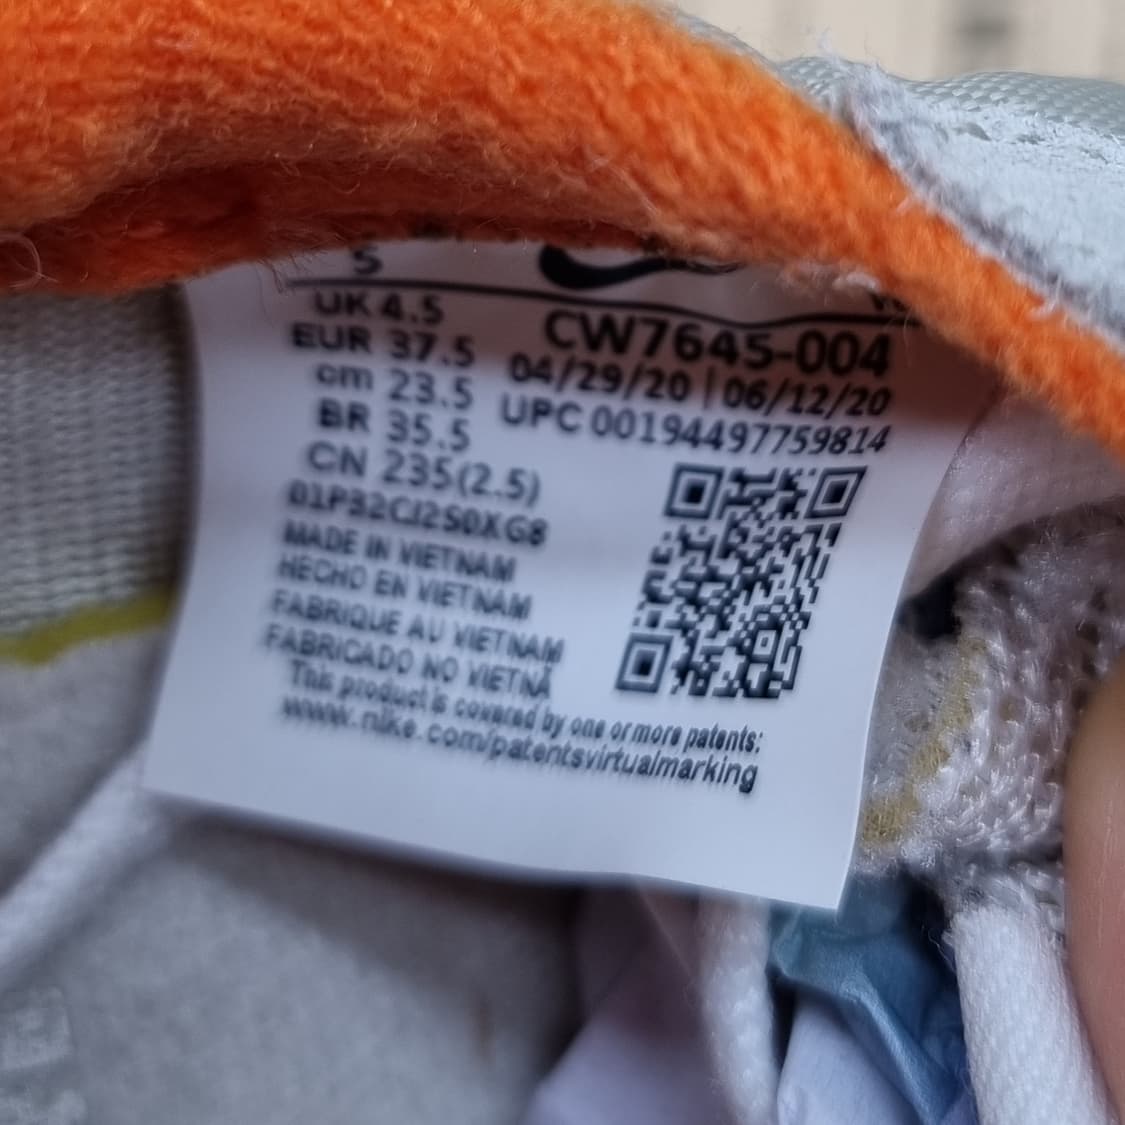 5
UK 4.5
EUR 37.5
cm 23.5
BR 35.5
CN 235(2.5)
01P32CJ2S0XG8
MADE IN VIETNAM
HECHO EN VIETNAM
FABRIQUE AU VIETNAM
FABRICADO NO VIETNÃ
This product is covered by one or more patents:
www.nike.com/patentsvirtualmarking
CW7645-004
04/29/20 | 06/12/20
UPC 00194497759814